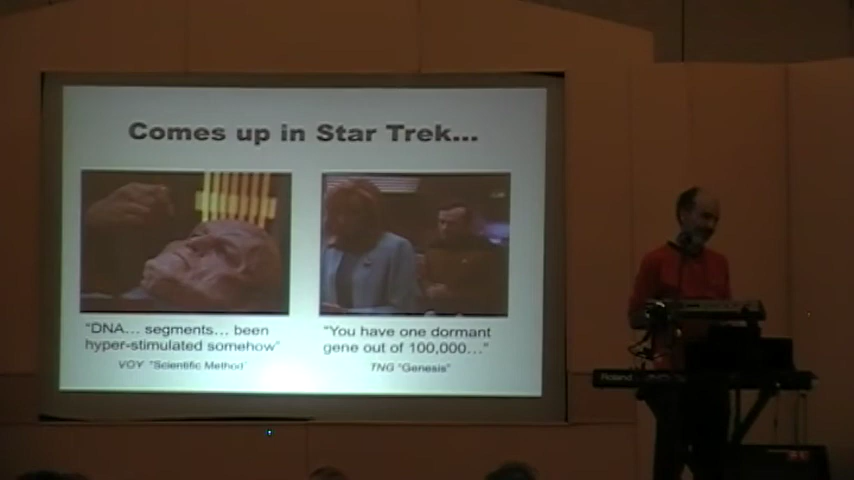 Comes up in Star Trek...
"DNA... segments... been
hyper-stimulated somehow"
VOY "Scientific Method"
"You have one dormant
gene out of 100,000..."
TNG "Genesis"
Roland